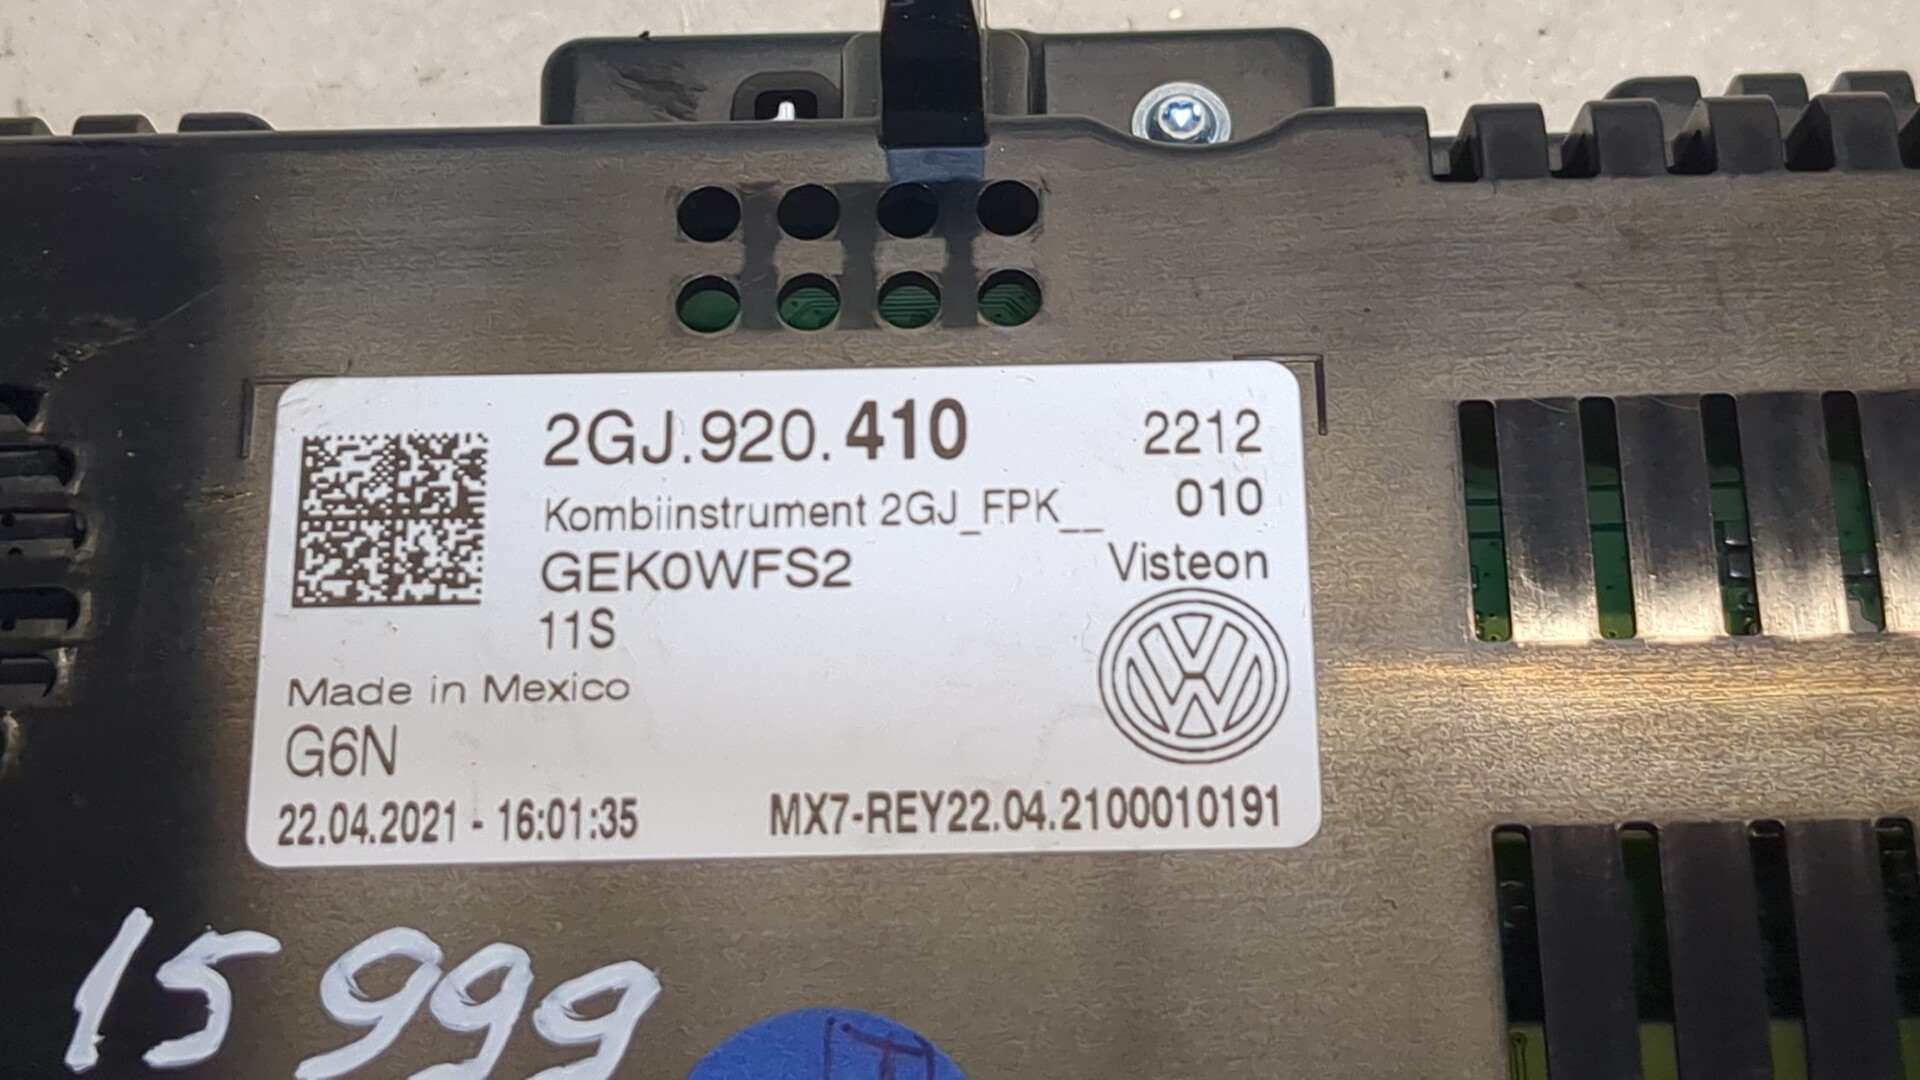 2GJ.920.410 2212
Kombiinstrument 2GJ_FPK__ 010
GEK0WFS2 Visteon
11S
Made in Mexico
G6N
22.04.2021 - 16:01:35 MX7-REY22.04.2100010191
15999